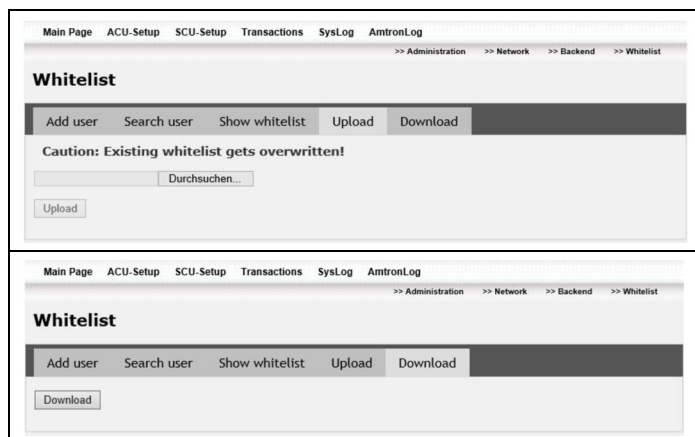 Main Page ACU-Setup SCU-Setup Transactions SysLog AmtronLog
>> Administration >> Network >> Backend >> Whitelist
Whitelist
Add user Search user Show whitelist Upload Download
Caution: Existing whitelist gets overwritten!
Durchsuchen...
Upload
Main Page ACU-Setup SCU-Setup Transactions SysLog AmtronLog
>> Administration >> Network >> Backend >> Whitelist
Whitelist
Add user Search user Show whitelist Upload Download
Download